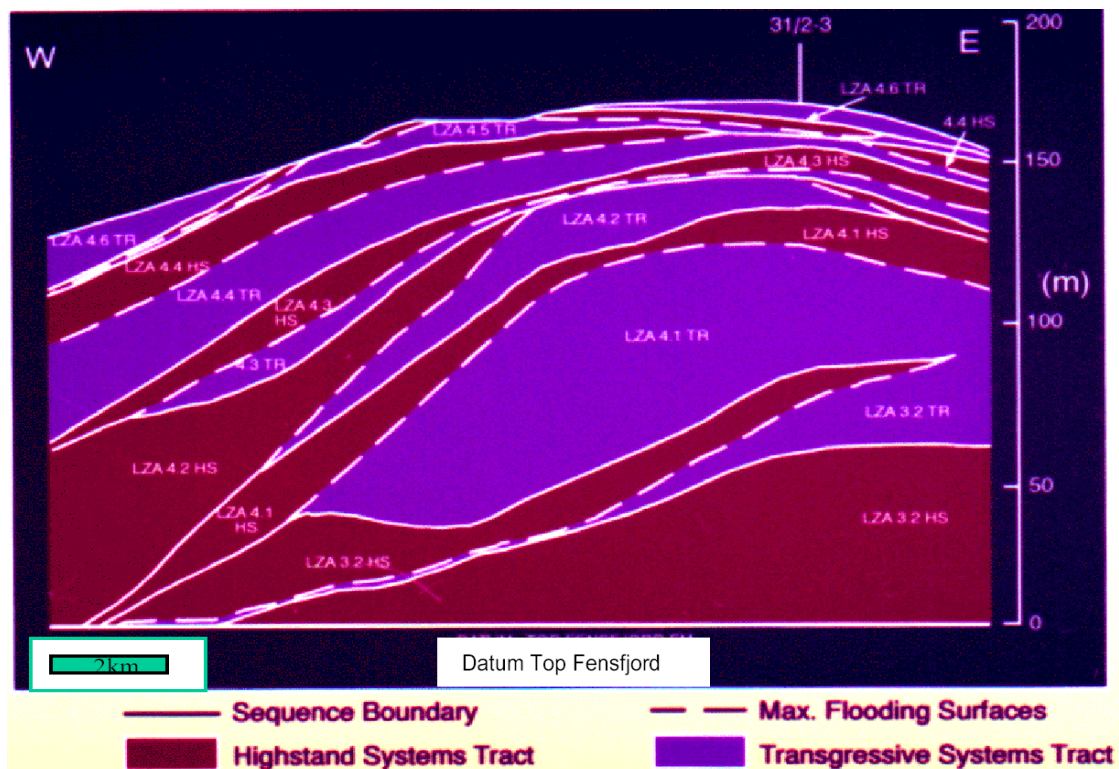 31/2-3
200
W
E
LZA 4.6 TR
LZA 4.5 TR
4.4 HS
150
LZA 4.3 HS
LZA 4.2 TR
LZA 4.1 HS
LZA 4.6 TR
LZA 4.4 HS
LZA 4.4 TR
(m)
LZA 4.3
HS
100
LZA 4.1 TR
4.3 TR
LZA 3.2 TR
LZA 4.2 HS
50
LZA 4.1
HS
LZA 3.2 HS
LZA 3.2 HS
0
2km
Datum Top Fensfjord
Sequence Boundary
Max. Flooding Surfaces
Highstand Systems Tract
Transgressive Systems Tract